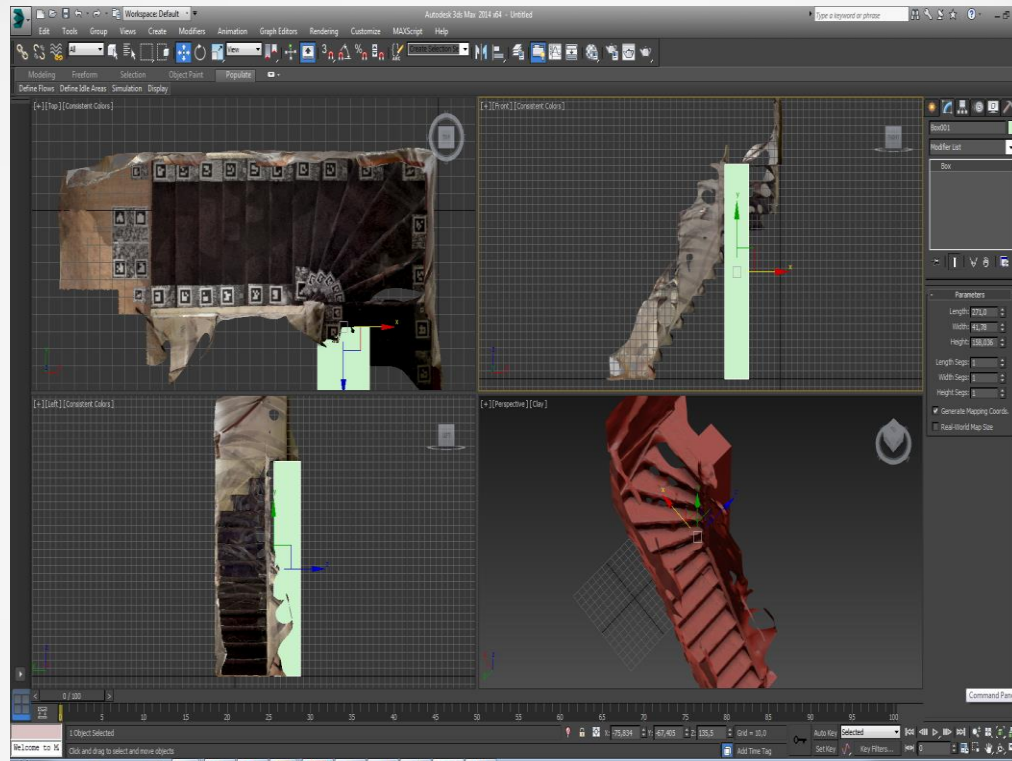 Workspace: Default
Autodesk 3ds Max 2014 x64 - Untitled
Type a keyword or phrase
Edit Tools Group Views Create Modifiers Animation Graph Editors Rendering Customize MAXScript Help
All
View
Create Selection Se
Modeling Freeform Selection Object Paint Populate
Define Flows Define Idle Areas Simulation Display
[+] [Top] [Consistent Colors]
[+] [Front] [Consistent Colors]
Box001
Modifier List
Box
Parameters
Length: 271,0
Width: 41,78
Height: 158,036
Length Segs: 1
Width Segs: 1
Height Segs: 1
Generate Mapping Coords.
Real-World Map Size
[+] [Left] [Consistent Colors]
[+] [Perspective] [Clay]
Command Pane
0 / 100
5 10 15 20 25 30 35 40 45 50 55 60 65 70 75 80 85 90 95 100
1 Object Selected
X: -75,834 Y: -67,405 Z: 135,5 Grid = 10,0
Auto Key Selected
Welcome to M
Click and drag to select and move objects
Add Time Tag
Set Key Key Filters... 0